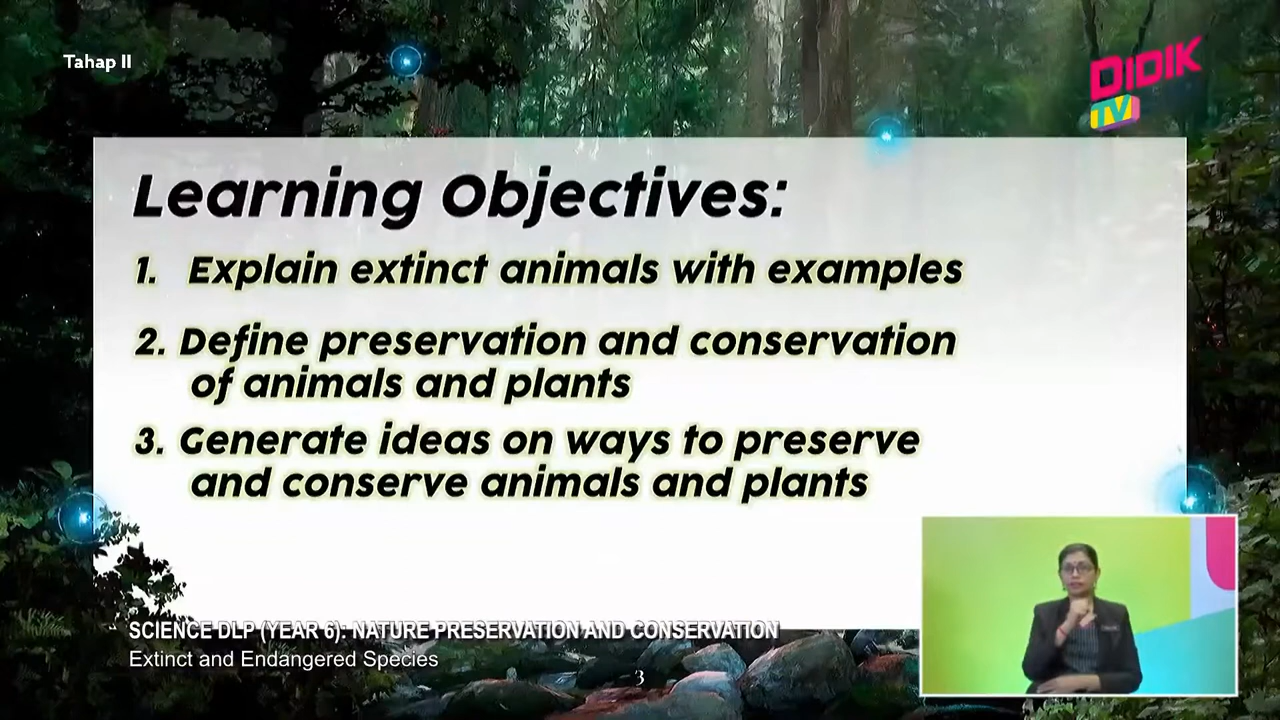 Tahap II
DIDIK
TV
Learning Objectives:
1. Explain extinct animals with examples
2. Define preservation and conservation
of animals and plants
3. Generate ideas on ways to preserve
and conserve animals and plants
SCIENCE DLP (YEAR 6): NATURE PRESERVATION AND CONSERVATION
Extinct and Endangered Species
3